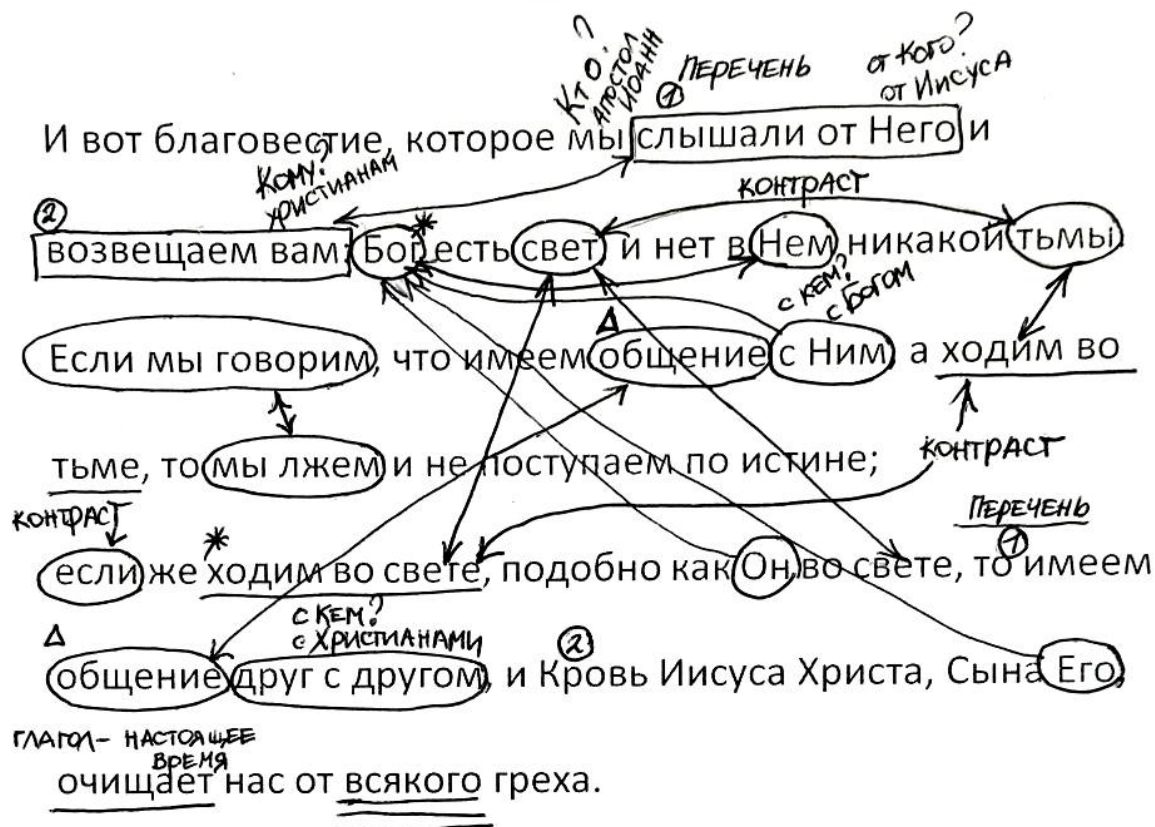 Кто?
Апостол
Иоанн
① Перечень
от кого?
от Иисуса
И вот благовестие, которое мы слышали от Него и
Кому?
христианам
контраст
②
возвещаем вам: Бог* есть свет и нет в Нем никакой тьмы
с кем?
с Богом
Δ
Если мы говорим, что имеем общение с Ним, а ходим во
тьме, то мы лжем и не поступаем по истине;
контраст
контраст
Перечень
* ①
если же ходим во свете, подобно как Он во свете, то имеем
с кем?
с христианами
Δ ②
общение друг с другом, и Кровь Иисуса Христа, Сына Его,
глагол – настоящее
время
очищает нас от всякого греха.